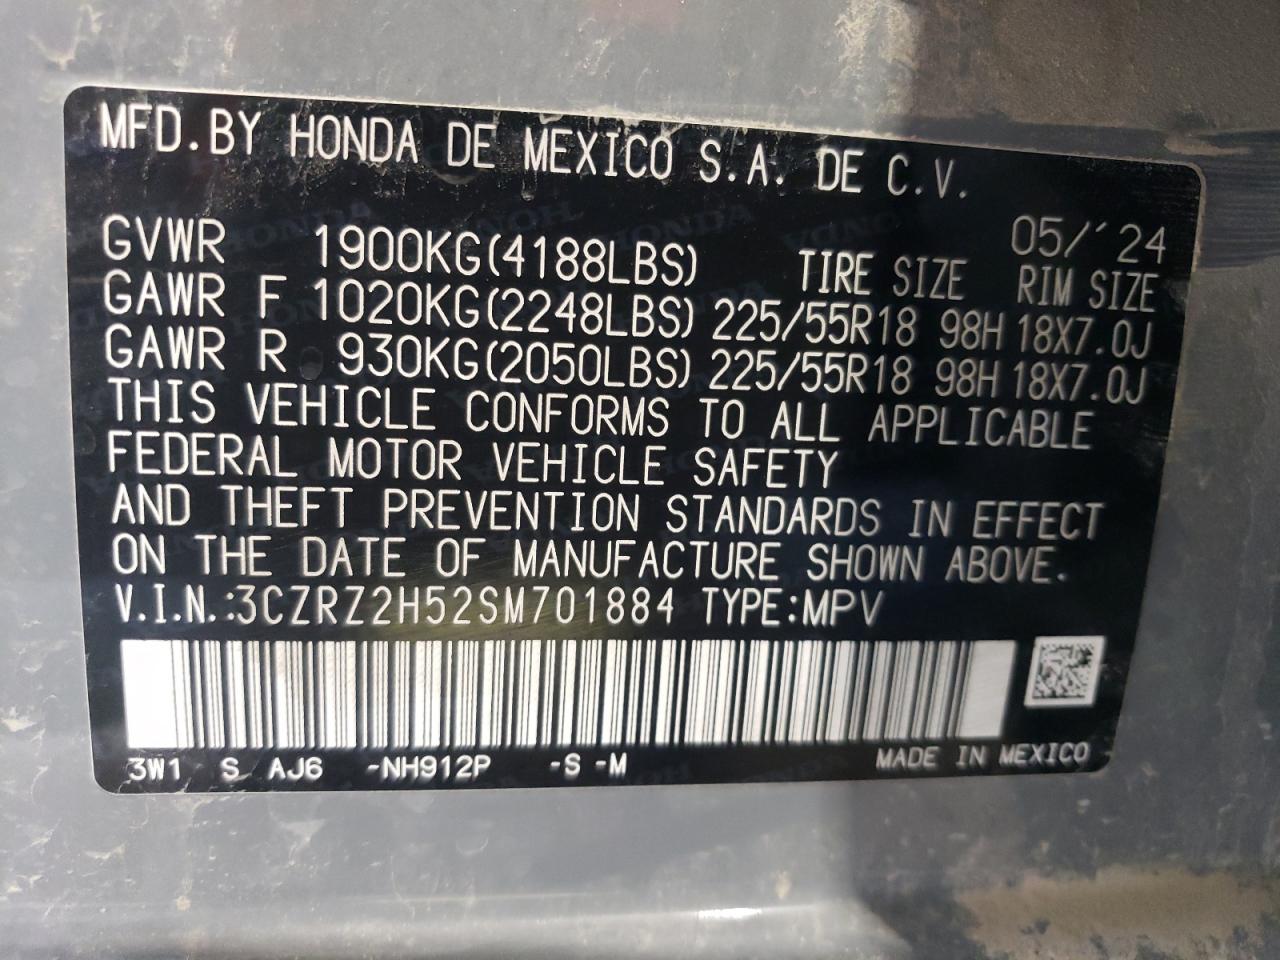 MFD.BY HONDA DE MEXICO S.A. DE C.V.
05/'24
GVWR 1900KG(4188LBS) TIRE SIZE RIM SIZE
GAWR F 1020KG(2248LBS) 225/55R18 98H 18X7.0J
GAWR R 930KG(2050LBS) 225/55R18 98H 18X7.0J
THIS VEHICLE CONFORMS TO ALL APPLICABLE
FEDERAL MOTOR VEHICLE SAFETY
AND THEFT PREVENTION STANDARDS IN EFFECT
ON THE DATE OF MANUFACTURE SHOWN ABOVE.
V.I.N.:3CZRZ2H52SM701884 TYPE:MPV
3W1 S AJ6 -NH912P -S -M MADE IN MEXICO